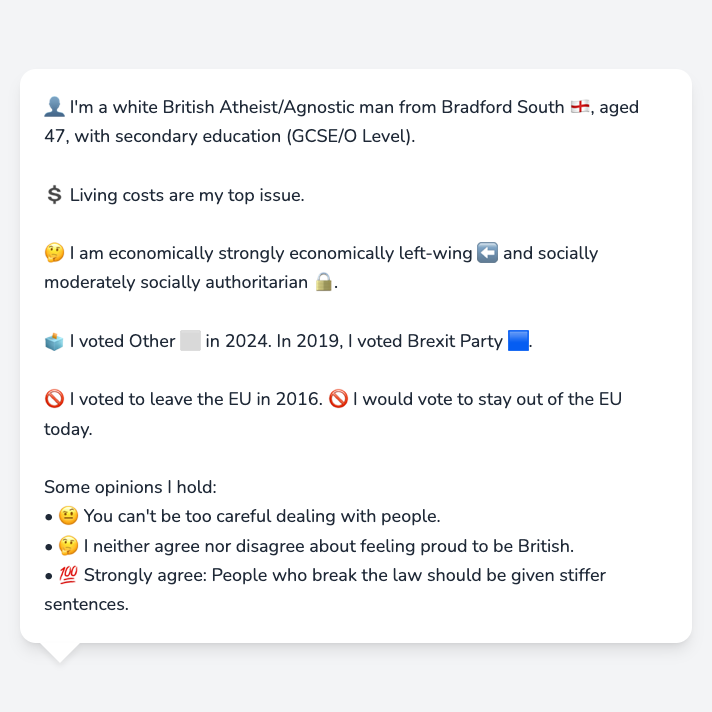 👤 I'm a white British Atheist/Agnostic man from Bradford South 🏴󠁧󠁢󠁥󠁮󠁧󠁿, aged
47, with secondary education (GCSE/O Level).
💲 Living costs are my top issue.
🤔 I am economically strongly economically left-wing ⬅️ and socially
moderately socially authoritarian 🔒.
🗳️ I voted Other ⬜ in 2024. In 2019, I voted Brexit Party 🟦.
🚫 I voted to leave the EU in 2016. 🚫 I would vote to stay out of the EU
today.
Some opinions I hold:
• 🤨 You can't be too careful dealing with people.
• 🤔 I neither agree nor disagree about feeling proud to be British.
• 💯 Strongly agree: People who break the law should be given stiffer
sentences.